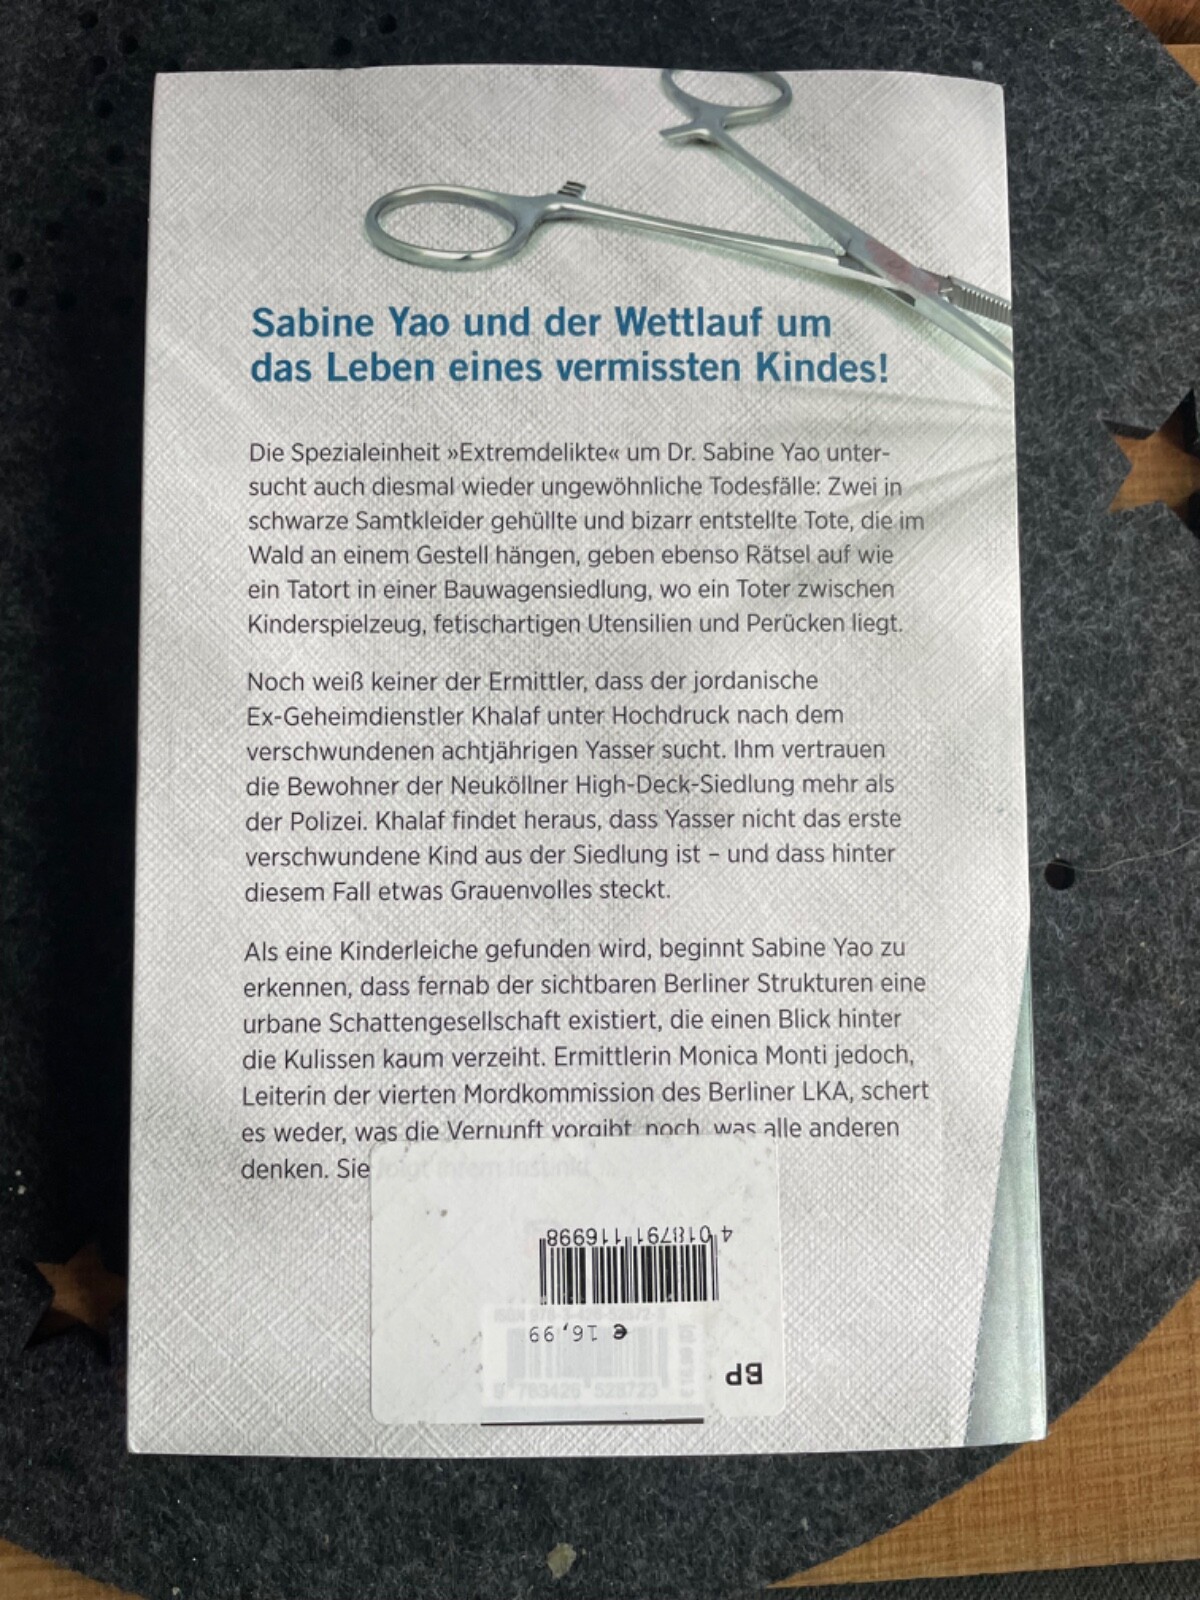 Sabine Yao und der Wettlauf um
das Leben eines vermissten Kindes!
Die Spezialeinheit »Extremdelikte« um Dr. Sabine Yao unter-
sucht auch diesmal wieder ungewöhnliche Todesfälle: Zwei in
schwarze Samtkleider gehüllte und bizarr entstellte Tote, die im
Wald an einem Gestell hängen, geben ebenso Rätsel auf wie
ein Tatort in einer Bauwagensiedlung, wo ein Toter zwischen
Kinderspielzeug, fetischartigen Utensilien und Perücken liegt.
Noch weiß keiner der Ermittler, dass der jordanische
Ex-Geheimdienstler Khalaf unter Hochdruck nach dem
verschwundenen achtjährigen Yasser sucht. Ihm vertrauen
die Bewohner der Neuköllner High-Deck-Siedlung mehr als
der Polizei. Khalaf findet heraus, dass Yasser nicht das erste
verschwundene Kind aus der Siedlung ist – und dass hinter
diesem Fall etwas Grauenvolles steckt.
Als eine Kinderleiche gefunden wird, beginnt Sabine Yao zu
erkennen, dass fernab der sichtbaren Berliner Strukturen eine
urbane Schattengesellschaft existiert, die einen Blick hinter
die Kulissen kaum verzeiht. Ermittlerin Monica Monti jedoch,
Leiterin der vierten Mordkommission des Berliner LKA, schert
es weder, was die Vernunft vorgibt, noch, was alle anderen
denken. Sie folgt ihrem Instinkt
4 018791 116998
€ 16,99
BP